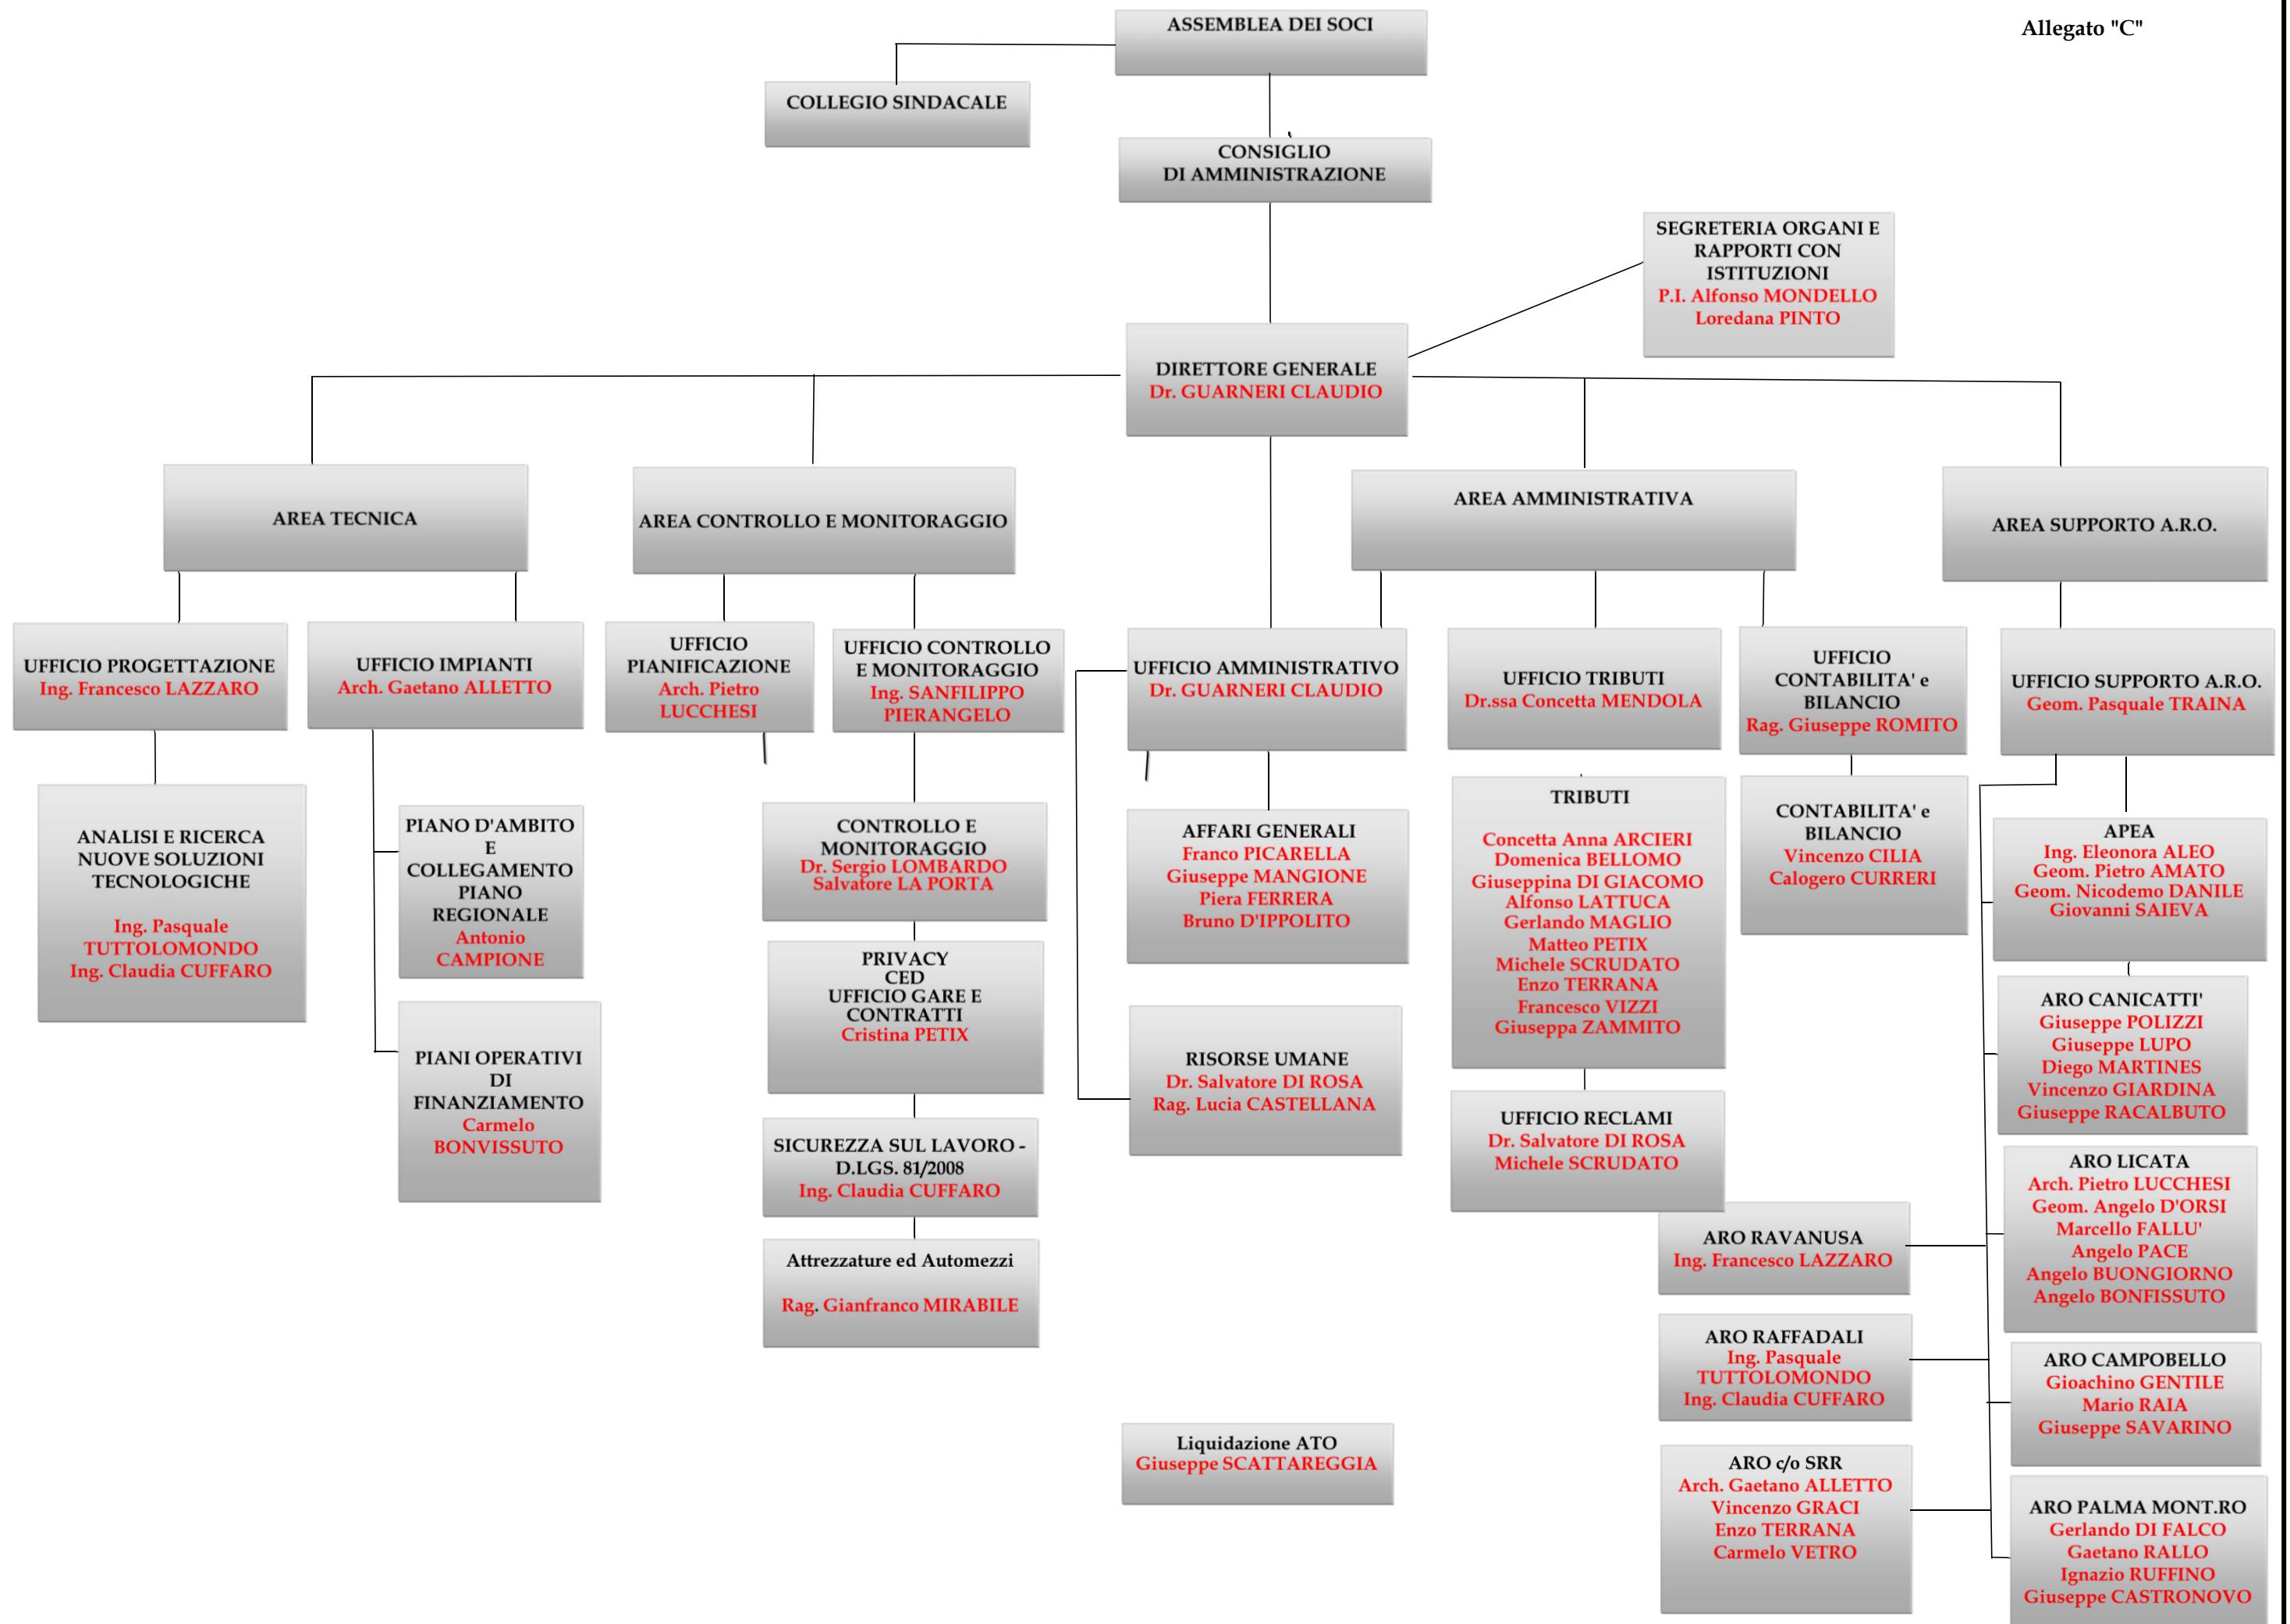 Allegato "C"
ASSEMBLEA DEI SOCI
COLLEGIO SINDACALE
CONSIGLIO
DI AMMINISTRAZIONE
SEGRETERIA ORGANI E
RAPPORTI CON
ISTITUZIONI
P.I. Alfonso MONDELLO
Loredana PINTO
DIRETTORE GENERALE
Dr. GUARNERI CLAUDIO
AREA TECNICA
AREA CONTROLLO E MONITORAGGIO
AREA AMMINISTRATIVA
AREA SUPPORTO A.R.O.
UFFICIO PROGETTAZIONE
Ing. Francesco LAZZARO
UFFICIO IMPIANTI
Arch. Gaetano ALLETTO
UFFICIO
PIANIFICAZIONE
Arch. Pietro
LUCCHESI
UFFICIO CONTROLLO
E MONITORAGGIO
Ing. SANFILIPPO
PIERANGELO
UFFICIO AMMINISTRATIVO
Dr. GUARNERI CLAUDIO
UFFICIO TRIBUTI
Dr.ssa Concetta MENDOLA
UFFICIO
CONTABILITA' e
BILANCIO
Rag. Giuseppe ROMITO
UFFICIO SUPPORTO A.R.O.
Geom. Pasquale TRAINA
ANALISI E RICERCA
NUOVE SOLUZIONI
TECNOLOGICHE
Ing. Pasquale
TUTTOLOMONDO
Ing. Claudia CUFFARO
PIANO D'AMBITO
E
COLLEGAMENTO
PIANO
REGIONALE
Antonio
CAMPIONE
PIANI OPERATIVI
DI
FINANZIAMENTO
Carmelo
BONVISSUTO
CONTROLLO E
MONITORAGGIO
Dr. Sergio LOMBARDO
Salvatore LA PORTA
PRIVACY
CED
UFFICIO GARE E
CONTRATTI
Cristina PETIX
SICUREZZA SUL LAVORO -
D.LGS. 81/2008
Ing. Claudia CUFFARO
Attrezzature ed Automezzi
Rag. Gianfranco MIRABILE
AFFARI GENERALI
Franco PICARELLA
Giuseppe MANGIONE
Piera FERRERA
Bruno D'IPPOLITO
RISORSE UMANE
Dr. Salvatore DI ROSA
Rag. Lucia CASTELLANA
Liquidazione ATO
Giuseppe SCATTAREGGIA
TRIBUTI
Concetta Anna ARCIERI
Domenica BELLOMO
Giuseppina DI GIACOMO
Alfonso LATTUCA
Gerlando MAGLIO
Matteo PETIX
Michele SCRUDATO
Enzo TERRANA
Francesco VIZZI
Giuseppa ZAMMITO
UFFICIO RECLAMI
Dr. Salvatore DI ROSA
Michele SCRUDATO
CONTABILITA' e
BILANCIO
Vincenzo CILIA
Calogero CURRERI
APEA
Ing. Eleonora ALEO
Geom. Pietro AMATO
Geom. Nicodemo DANILE
Giovanni SAIEVA
ARO CANICATTI'
Giuseppe POLIZZI
Giuseppe LUPO
Diego MARTINES
Vincenzo GIARDINA
Giuseppe RACALBUTO
ARO LICATA
Arch. Pietro LUCCHESI
Geom. Angelo D'ORSI
Marcello FALLU'
Angelo PACE
Angelo BUONGIORNO
Angelo BONFISSUTO
ARO RAVANUSA
Ing. Francesco LAZZARO
ARO RAFFADALI
Ing. Pasquale
TUTTOLOMONDO
Ing. Claudia CUFFARO
ARO CAMPOBELLO
Gioachino GENTILE
Mario RAIA
Giuseppe SAVARINO
ARO c/o SRR
Arch. Gaetano ALLETTO
Vincenzo GRACI
Enzo TERRANA
Carmelo VETRO
ARO PALMA MONT.RO
Gerlando DI FALCO
Gaetano RALLO
Ignazio RUFFINO
Giuseppe CASTRONOVO